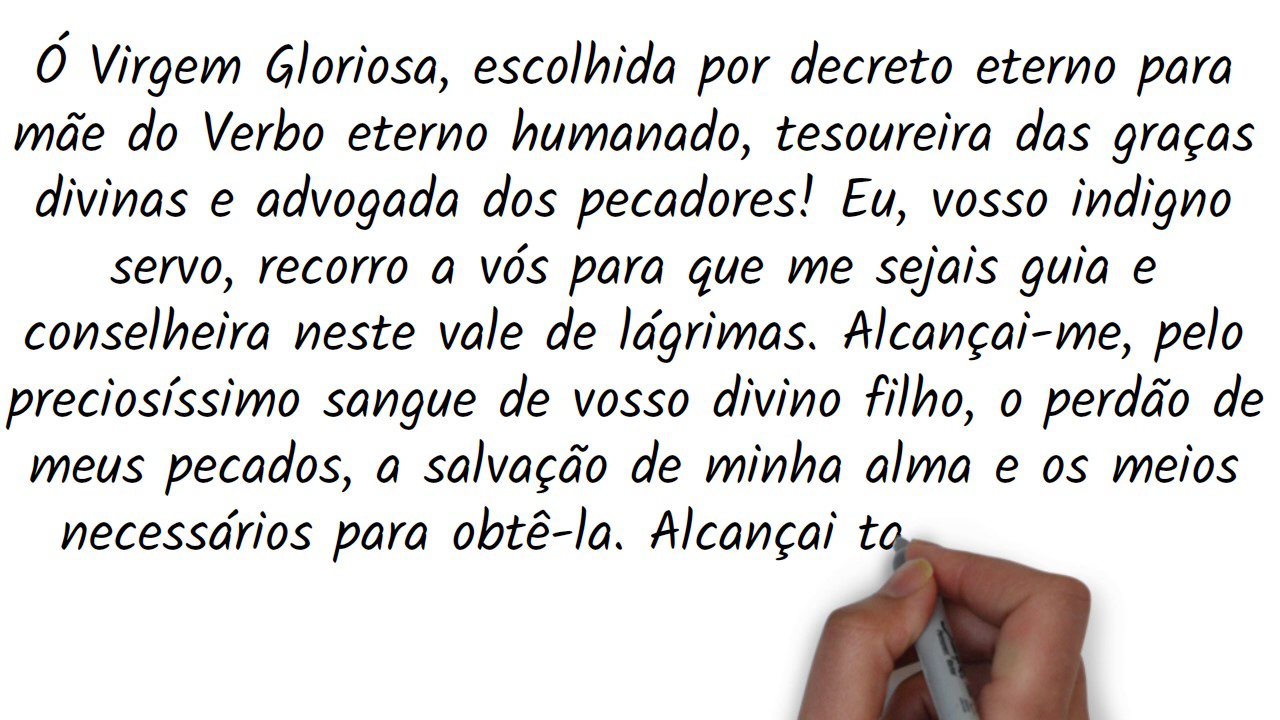 Ó Virgem Gloriosa, escolhida por decreto eterno para
mãe do Verbo eterno humanado, tesoureira das graças
divinas e advogada dos pecadores! Eu, vosso indigno
servo, recorro a vós para que me sejais guia e
conselheira neste vale de lágrimas. Alcançai-me, pelo
preciosíssimo sangue de vosso divino filho, o perdão de
meus pecados, a salvação de minha alma e os meios
necessários para obtê-la. Alcançai